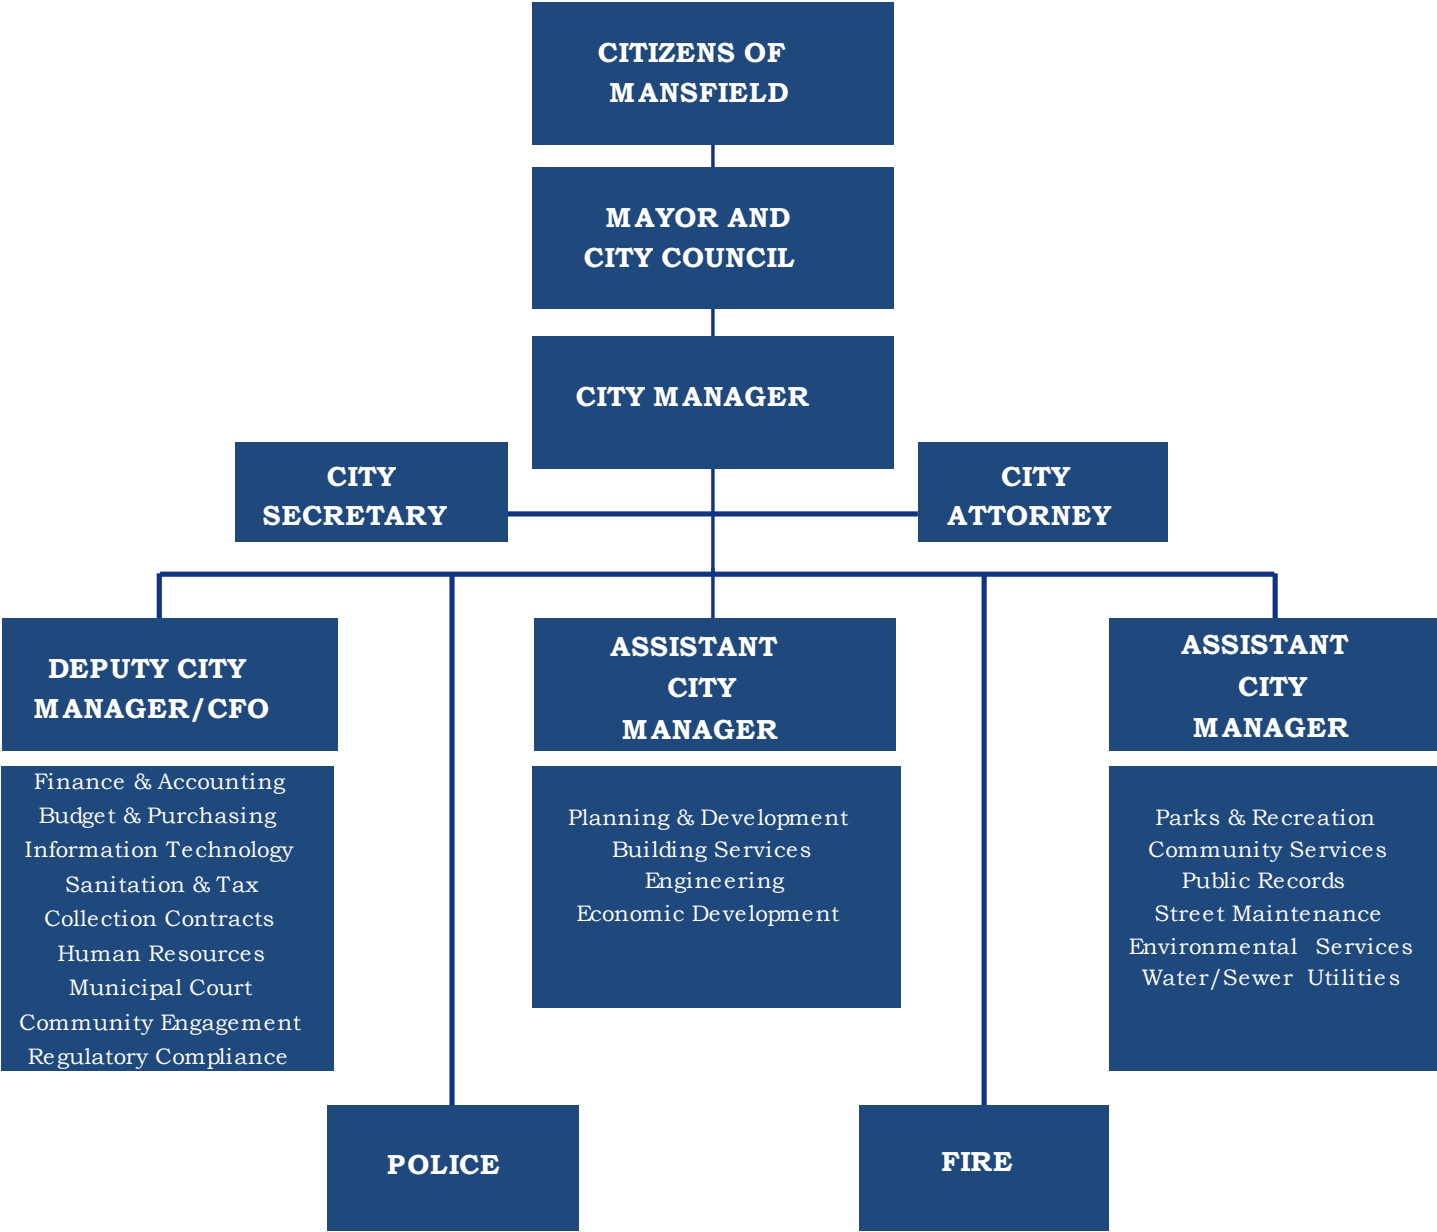 CITIZENS OF
MANSFIELD
MAYOR AND
CITY COUNCIL
CITY MANAGER
CITY
SECRETARY
CITY
ATTORNEY
DEPUTY CITY
MANAGER/CFO
Finance & Accounting
Budget & Purchasing
Information Technology
Sanitation & Tax
Collection Contracts
Human Resources
Municipal Court
Community Engagement
Regulatory Compliance
ASSISTANT
CITY
MANAGER
Planning & Development
Building Services
Engineering
Economic Development
ASSISTANT
CITY
MANAGER
Parks & Recreation
Community Services
Public Records
Street Maintenance
Environmental Services
Water/Sewer Utilities
POLICE
FIRE